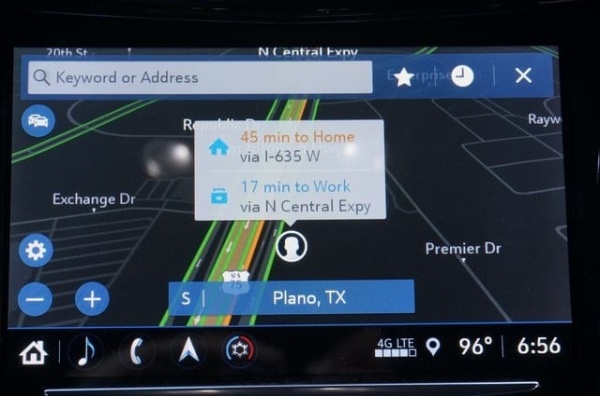 20th St
N Central Expy
Keyword or Address
Enterprise
Rayw
45 min to Home
via I-635 W
17 min to Work
via N Central Expy
Exchange Dr
Premier Dr
US
75
S | Plano, TX
4G LTE
96° 6:56